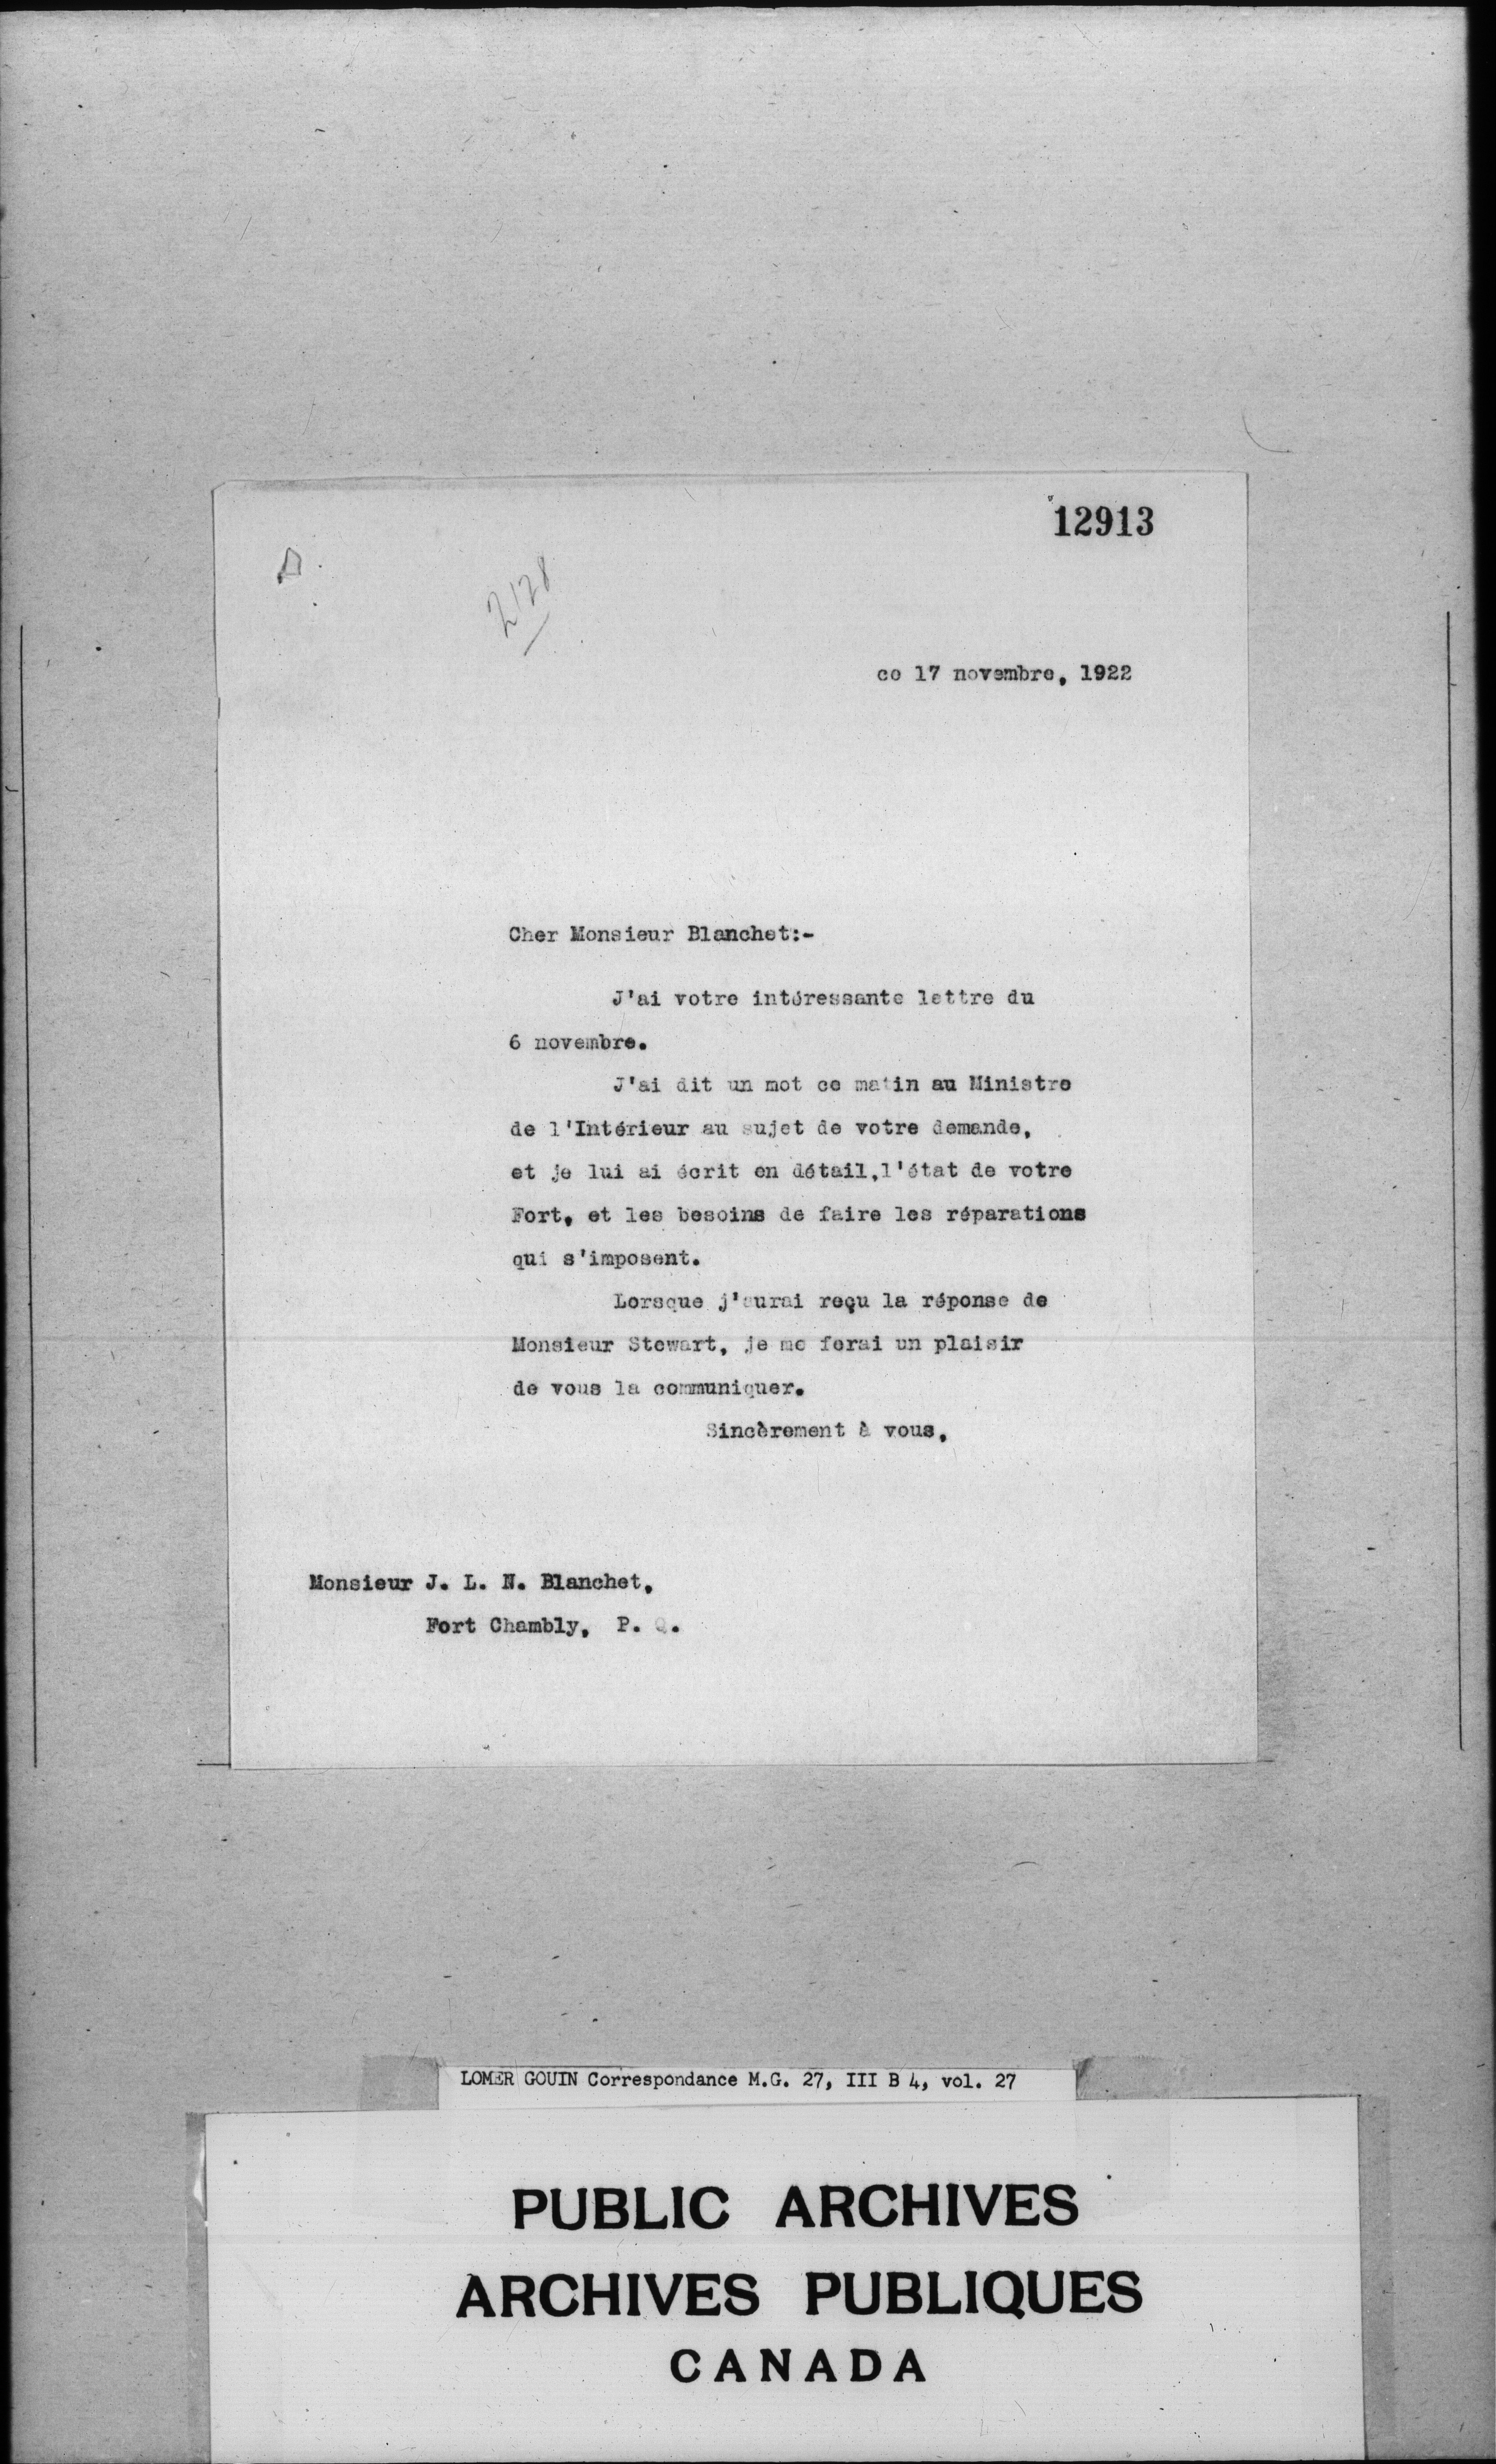 12913
2128
ce 17 novembre, 1922
Cher Monsieur Blanchet:-
J'ai votre intéressante lettre du
6 novembre.
J'ai dit un mot ce matin au Ministre
de l'Intérieur au sujet de votre demande,
et je lui ai écrit en détail,l'état de votre
Fort, et les besoins de faire les réparations
qui s'imposent.
Lorsque j'aurai reçu la réponse de
Monsieur Stewart, je me ferai un plaisir
de vous la communiquer.
Sincèrement à vous,
Monsieur J. L. N. Blanchet,
Fort Chambly, P. Q.
LOMER GOUIN Correspondance M.G. 27, III B 4, vol. 27
PUBLIC ARCHIVES
ARCHIVES PUBLIQUES
CANADA